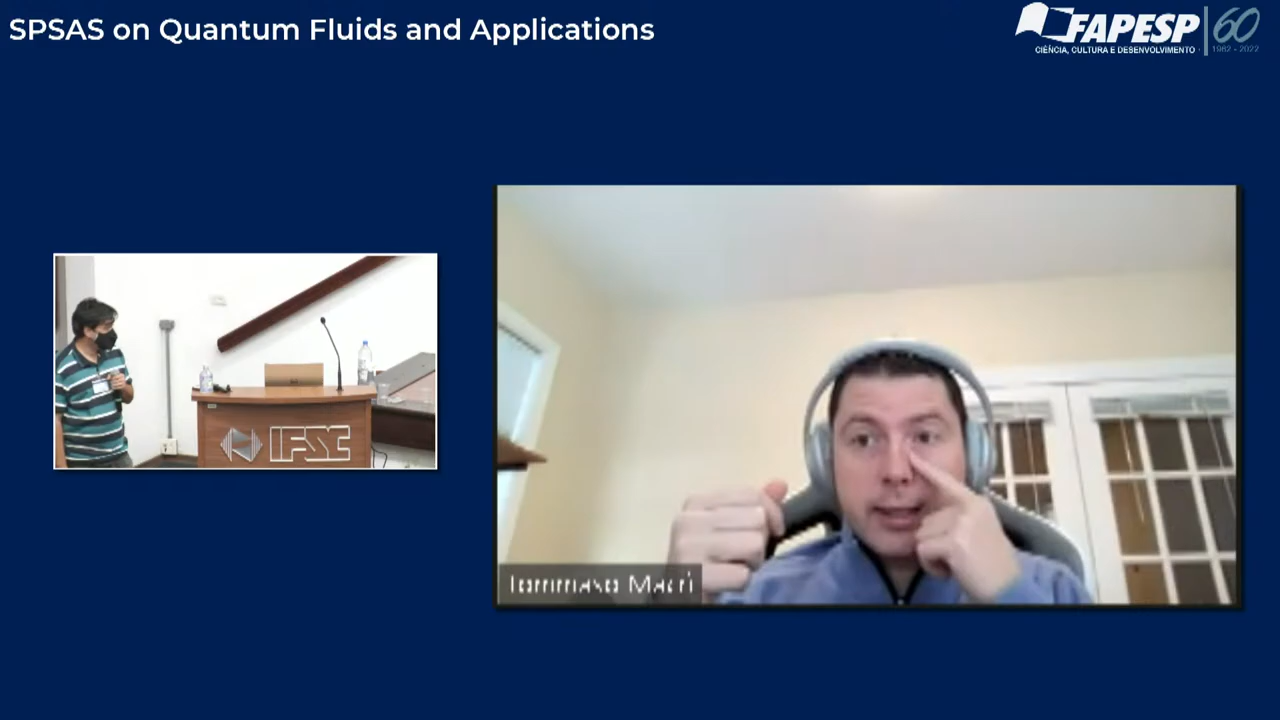 SPSAS on Quantum Fluids and Applications
FAPESP 60
CIÊNCIA, CULTURA E DESENVOLVIMENTO 1962 - 2022
IFSC
Tommaso Macrì